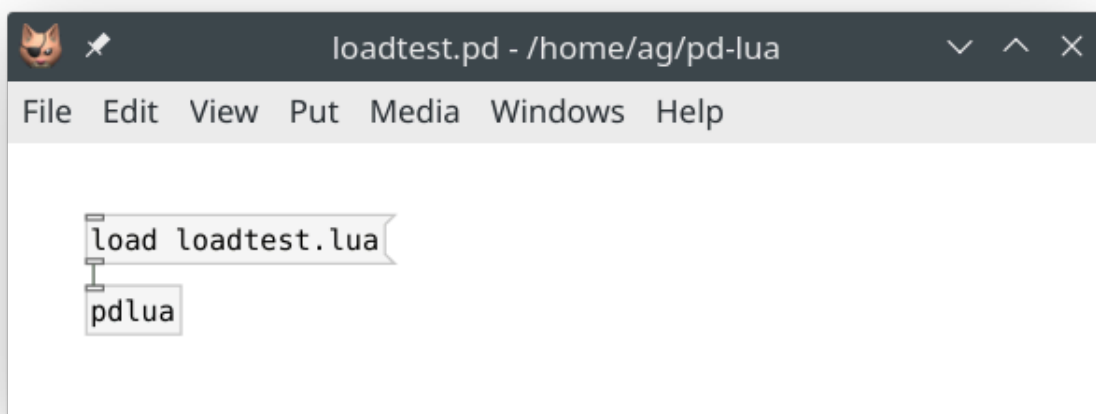 loadtest.pd - /home/ag/pd-lua
File Edit View Put Media Windows Help
load loadtest.lua
pdlua